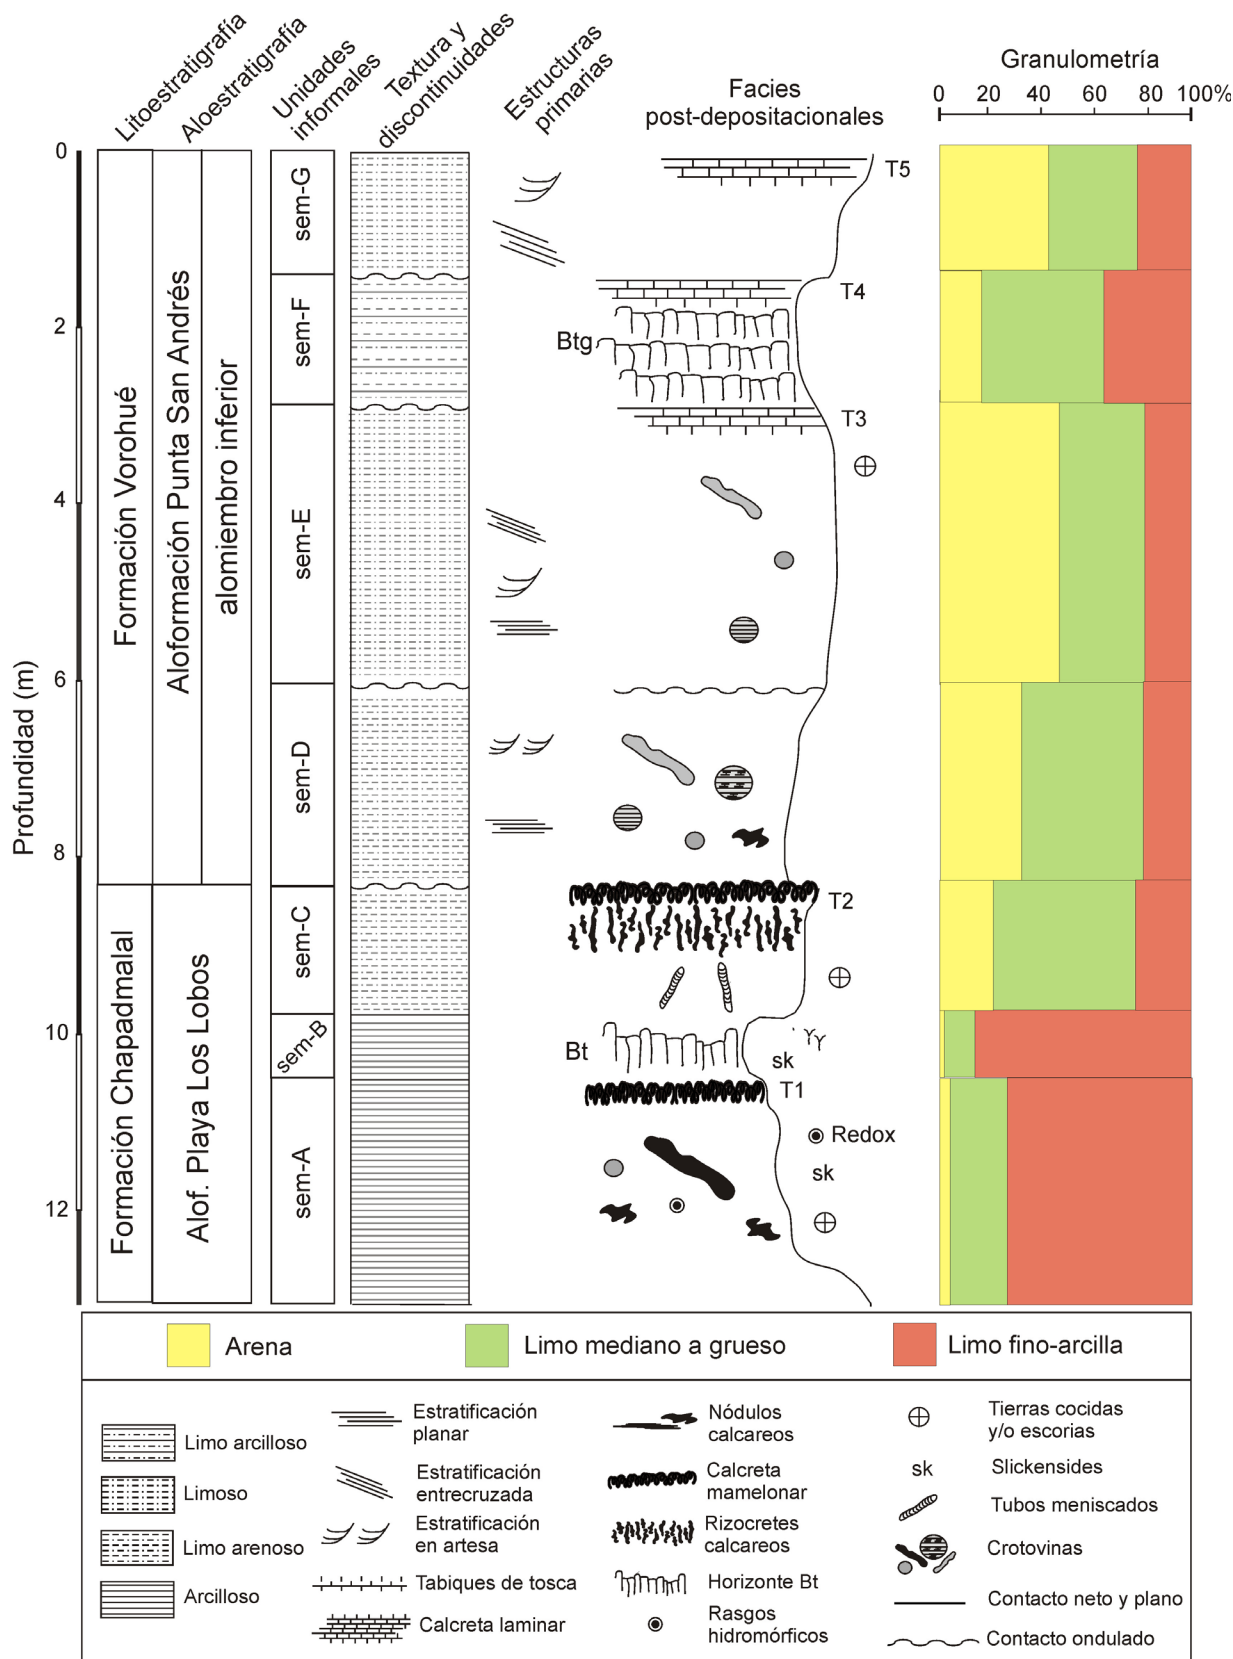 Litoestratigrafía
Aloestratigrafía
Unidades
informales
Textura y
discontinuidades
Estructuras
primarias
Facies
post-depositacionales
Granulometría
0 20 40 60 80 100%
Profundidad (m)
0
2
4
6
8
10
12
Formación Vorohué
Formación Chapadmalal
Aloformación Punta San Andrés
alomiembro inferior
Alof. Playa Los Lobos
sem-G
sem-F
sem-E
sem-D
sem-C
sem-B
sem-A
T5
T4
Btg
T3
T2
Bt
sk
T1
Redox
sk
Arena
Limo mediano a grueso
Limo fino-arcilla
Limo arcilloso
Limoso
Limo arenoso
Arcilloso
Estratificación
planar
Estratificación
entrecruzada
Estratificación
en artesa
Tabiques de tosca
Calcreta laminar
Nódulos
calcareos
Calcreta
mamelonar
Rizocretes
calcareos
Horizonte Bt
Rasgos
hidromórficos
Tierras cocidas
y/o escorias
sk Slickensides
Tubos meniscados
Crotovinas
Contacto neto y plano
Contacto ondulado